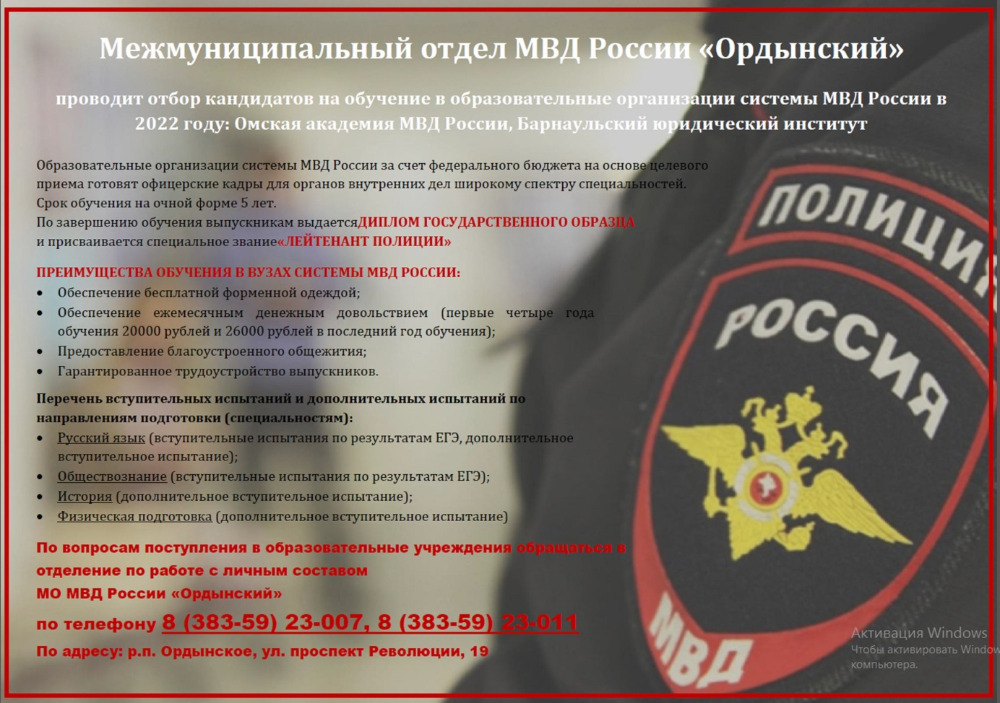 Межмуниципальный отдел МВД России «Ордынский»
проводит отбор кандидатов на обучение в образовательные организации системы МВД России в
2022 году: Омская академия МВД России, Барнаульский юридический институт
Образовательные организации системы МВД России за счет федерального бюджета на основе целевого
приема готовят офицерские кадры для органов внутренних дел широкому спектру специальностей.
Срок обучения на очной форме 5 лет.
По завершению обучения выпускникам выдаетсяДИПЛОМ ГОСУДАРСТВЕННОГО ОБРАЗЦА
и присваивается специальное звание«ЛЕЙТЕНАНТ ПОЛИЦИИ»
ПРЕИМУЩЕСТВА ОБУЧЕНИЯ В ВУЗАХ СИСТЕМЫ МВД РОССИИ:
• Обеспечение бесплатной форменной одеждой;
• Обеспечение ежемесячным денежным довольствием (первые четыре года
обучения 20000 рублей и 26000 рублей в последний год обучения);
• Предоставление благоустроенного общежития;
• Гарантированное трудоустройство выпускников.
Перечень вступительных испытаний и дополнительных испытаний по
направлениям подготовки (специальностям):
• Русский язык (вступительные испытания по результатам ЕГЭ, дополнительное
вступительное испытание);
• Обществознание (вступительные испытания по результатам ЕГЭ);
• История (дополнительное вступительное испытание);
• Физическая подготовка (дополнительное вступительное испытание)
По вопросам поступления в образовательные учреждения обращаться в
отделение по работе с личным составом
МО МВД России «Ордынский»
по телефону 8 (383-59) 23-007, 8 (383-59) 23-011
По адресу: р.п. Ордынское, ул. проспект Революции, 19
ПОЛИЦИЯ
РОССИЯ
МВД
Активация Windows
Чтобы активировать Window
компьютера.